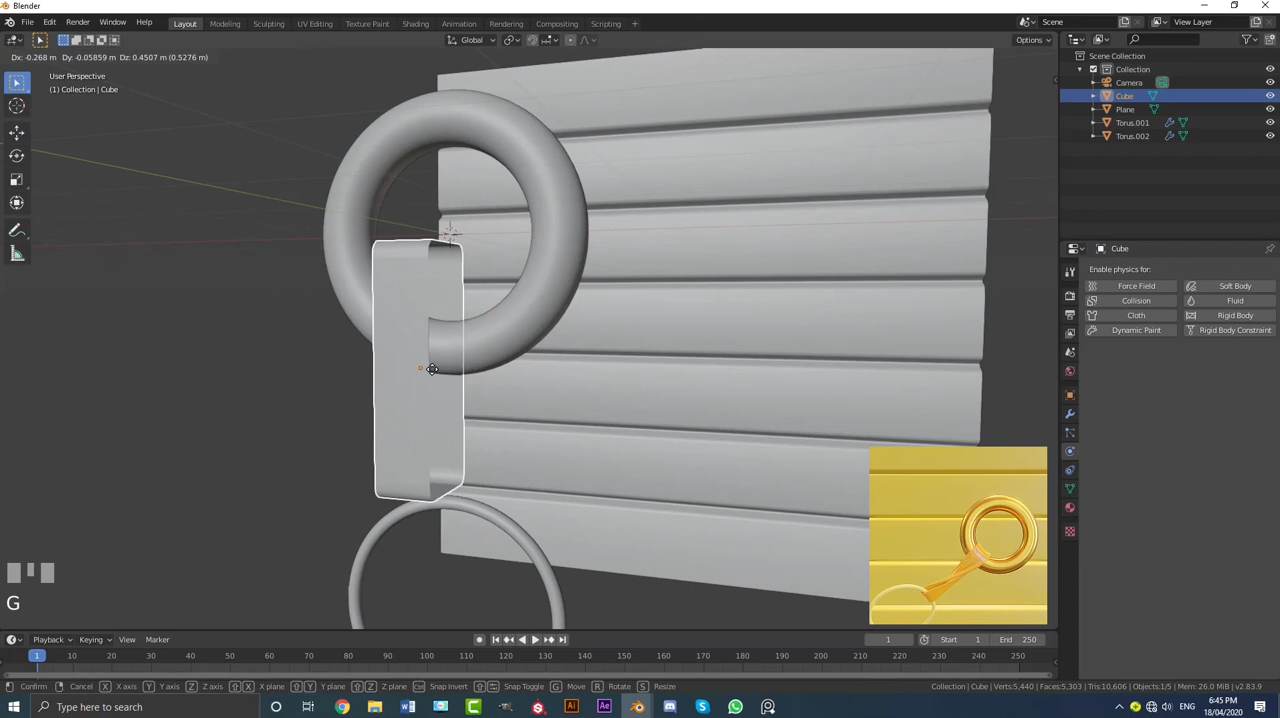 Blender
File Edit Render Window Help Layout Modeling Sculpting UV Editing Texture Paint Shading Animation Rendering Compositing Scripting + Scene View Layer
Global Options
Dx: -0.268 m Dy: -0.05859 m Dz: 0.4507 m (0.5276 m)
User Perspective
(1) Collection | Cube
Scene Collection
Collection
Camera
Cube
Plane
Torus.001
Torus.002
Cube
Enable physics for:
Force Field Soft Body
Collision Fluid
Cloth Rigid Body
Dynamic Paint Rigid Body Constraint
G
Playback Keying View Marker 1 Start 1 End 250
1 10 20 30 40 50 60 70 80 90 100 110 120 130 140 150 160 170 180 190 200 210 220 230 240 250
Confirm Cancel X X axis Y Y axis Z Z axis X X plane Y Y plane Z Z plane Ctrl Snap Invert Snap Toggle G Move R Rotate S Resize Collection | Cube | Verts:5,440 | Faces:5,303 | Tris:10,606 | Objects:1/5 | Mem: 26.0 MiB | v2.83.9
Type here to search ENG 6:45 PM
18/04/2020